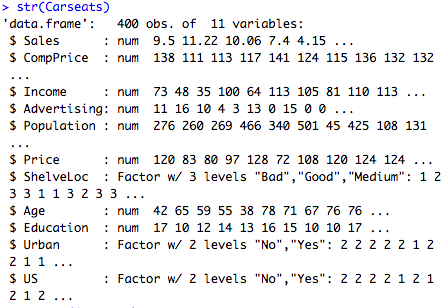 > str(Carseats)
'data.frame':   400 obs. of  11 variables:
 $ Sales      : num  9.5 11.22 10.06 7.4 4.15 ...
 $ CompPrice  : num  138 111 113 117 141 124 115 136 132 132
...
 $ Income     : num  73 48 35 100 64 113 105 81 110 113 ...
 $ Advertising: num  11 16 10 4 3 13 0 15 0 0 ...
 $ Population : num  276 260 269 466 340 501 45 425 108 131
...
 $ Price      : num  120 83 80 97 128 72 108 120 124 124 ...
 $ ShelveLoc  : Factor w/ 3 levels "Bad","Good","Medium": 1 2
3 3 1 1 3 2 3 3 ...
 $ Age        : num  42 65 59 55 38 78 71 67 76 76 ...
 $ Education  : num  17 10 12 14 13 16 15 10 10 17 ...
 $ Urban      : Factor w/ 2 levels "No","Yes": 2 2 2 2 2 1 2
2 1 1 ...
 $ US         : Factor w/ 2 levels "No","Yes": 2 2 2 2 1 2 1
2 1 2 ...